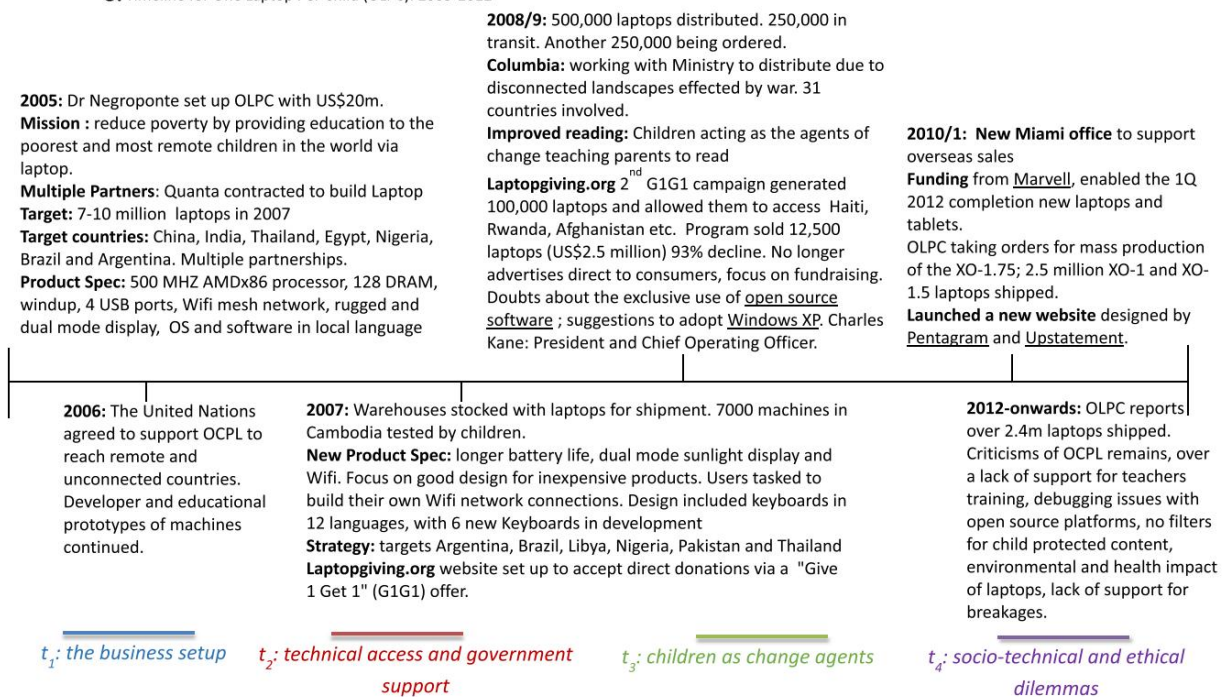 2008/9: 500,000 laptops distributed. 250,000 in
transit. Another 250,000 being ordered.
Columbia: working with Ministry to distribute due to
disconnected landscapes effected by war. 31
countries involved.
Improved reading: Children acting as the agents of
change teaching parents to read
Laptopgiving.org 2nd G1G1 campaign generated
100,000 laptops and allowed them to access Haiti,
Rwanda, Afghanistan etc. Program sold 12,500
laptops (US$2.5 million) 93% decline. No longer
advertises direct to consumers, focus on fundraising.
Doubts about the exclusive use of open source
software ; suggestions to adopt Windows XP. Charles
Kane: President and Chief Operating Officer.
2005: Dr Negroponte set up OLPC with US$20m.
Mission : reduce poverty by providing education to the
poorest and most remote children in the world via
laptop.
Multiple Partners: Quanta contracted to build Laptop
Target: 7-10 million laptops in 2007
Target countries: China, India, Thailand, Egypt, Nigeria,
Brazil and Argentina. Multiple partnerships.
Product Spec: 500 MHZ AMDx86 processor, 128 DRAM,
windup, 4 USB ports, Wifi mesh network, rugged and
dual mode display, OS and software in local language
2010/1: New Miami office to support
overseas sales
Funding from Marvell, enabled the 1Q
2012 completion new laptops and
tablets.
OLPC taking orders for mass production
of the XO-1.75; 2.5 million XO-1 and XO-
1.5 laptops shipped.
Launched a new website designed by
Pentagram and Upstatement.
2006: The United Nations
agreed to support OCPL to
reach remote and
unconnected countries.
Developer and educational
prototypes of machines
continued.
2007: Warehouses stocked with laptops for shipment. 7000 machines in
Cambodia tested by children.
New Product Spec: longer battery life, dual mode sunlight display and
Wifi. Focus on good design for inexpensive products. Users tasked to
build their own Wifi network connections. Design included keyboards in
12 languages, with 6 new Keyboards in development
Strategy: targets Argentina, Brazil, Libya, Nigeria, Pakistan and Thailand
Laptopgiving.org website set up to accept direct donations via a "Give
1 Get 1" (G1G1) offer.
2012-onwards: OLPC reports
over 2.4m laptops shipped.
Criticisms of OCPL remains, over
a lack of support for teachers
training, debugging issues with
open source platforms, no filters
for child protected content,
environmental and health impact
of laptops, lack of support for
breakages.
t1: the business setup
t2: technical access and government
support
t3: children as change agents
t4: socio-technical and ethical
dilemmas